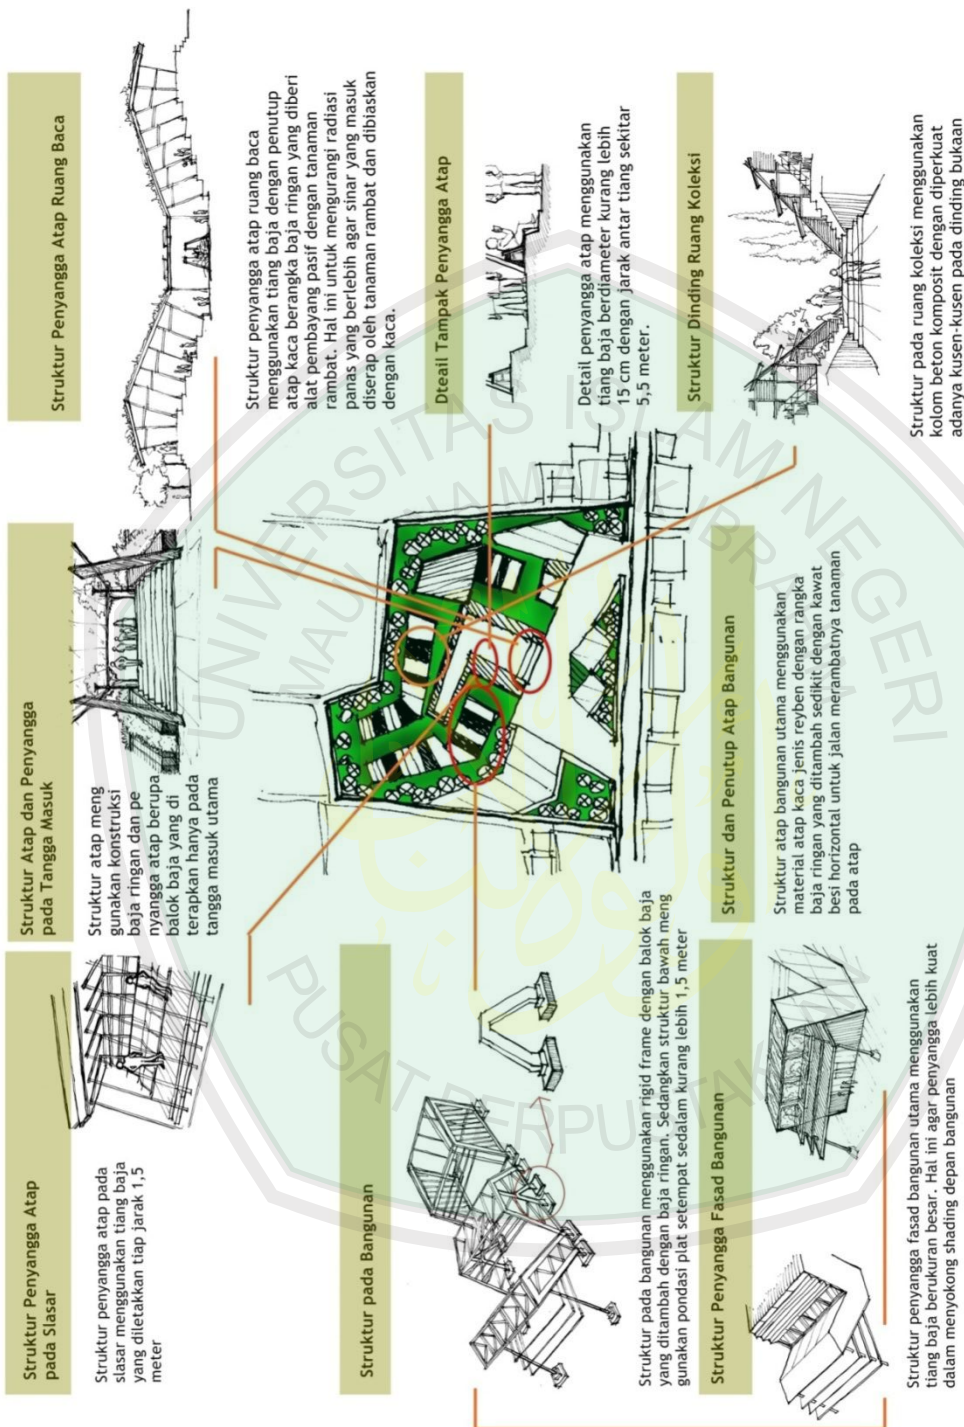 Struktur Penyangga Atap
pada Slasar
Struktur penyangga atap pada
slasar menggunakan tiang baja
yang diletakkan tiap jarak 1,5
meter
Struktur Atap dan Penyangga
pada Tangga Masuk
Struktur atap meng
gunakan konstruksi
baja ringan dan pe
nyangga atap berupa
balok baja yang di
terapkan hanya pada
tangga masuk utama
Struktur Penyangga Atap Ruang Baca
Struktur penyangga atap ruang baca
menggunakan tiang baja dengan penutup
atap kaca berangka baja ringan yang diberi
alat pembayang pasif dengan tanaman
rambat. Hal ini untuk mengurangi radiasi
panas yang berlebih agar sinar yang masuk
diserap oleh tanaman rambat dan dibiaskan
dengan kaca.
Struktur pada Bangunan
Struktur pada bangunan menggunakan rigid frame dengan balok baja
yang ditambah dengan baja ringan. Sedangkan struktur bawah meng
gunakan pondasi plat setempat sedalam kurang lebih 1,5 meter
Dteail Tampak Penyangga Atap
Detail penyangga atap menggunakan
tiang baja berdiameter kurang lebih
15 cm dengan jarak antar tiang sekitar
5,5 meter.
Struktur Penyangga Fasad Bangunan
Struktur penyangga fasad bangunan utama menggunakan
tiang baja berukuran besar. Hal ini agar penyangga lebih kuat
dalam menyokong shading depan bangunan
Struktur dan Penutup Atap Bangunan
Struktur atap bangunan utama menggunakan
material atap kaca jenis reyben dengan rangka
baja ringan yang ditambah sedikit dengan kawat
besi horizontal untuk jalan merambatnya tanaman
pada atap
Struktur Dinding Ruang Koleksi
Struktur pada ruang koleksi menggunakan
kolom beton komposit dengan diperkuat
adanya kusen-kusen pada dinding bukaan
UNIVERSITAS ISLAM NEGERI
MAULANA MALIK IBRAHIM